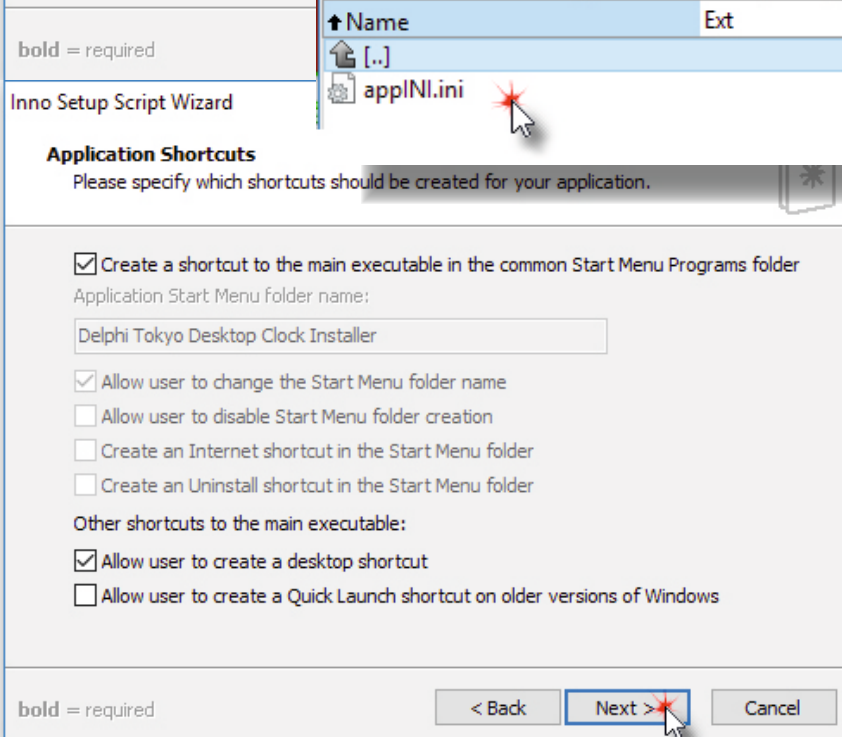 Name Ext
bold = required
[..]
appINI.ini
Inno Setup Script Wizard
Application Shortcuts
Please specify which shortcuts should be created for your application.
Create a shortcut to the main executable in the common Start Menu Programs folder
Application Start Menu folder name:
Delphi Tokyo Desktop Clock Installer
Allow user to change the Start Menu folder name
Allow user to disable Start Menu folder creation
Create an Internet shortcut in the Start Menu folder
Create an Uninstall shortcut in the Start Menu folder
Other shortcuts to the main executable:
Allow user to create a desktop shortcut
Allow user to create a Quick Launch shortcut on older versions of Windows
bold = required
< Back Next > Cancel